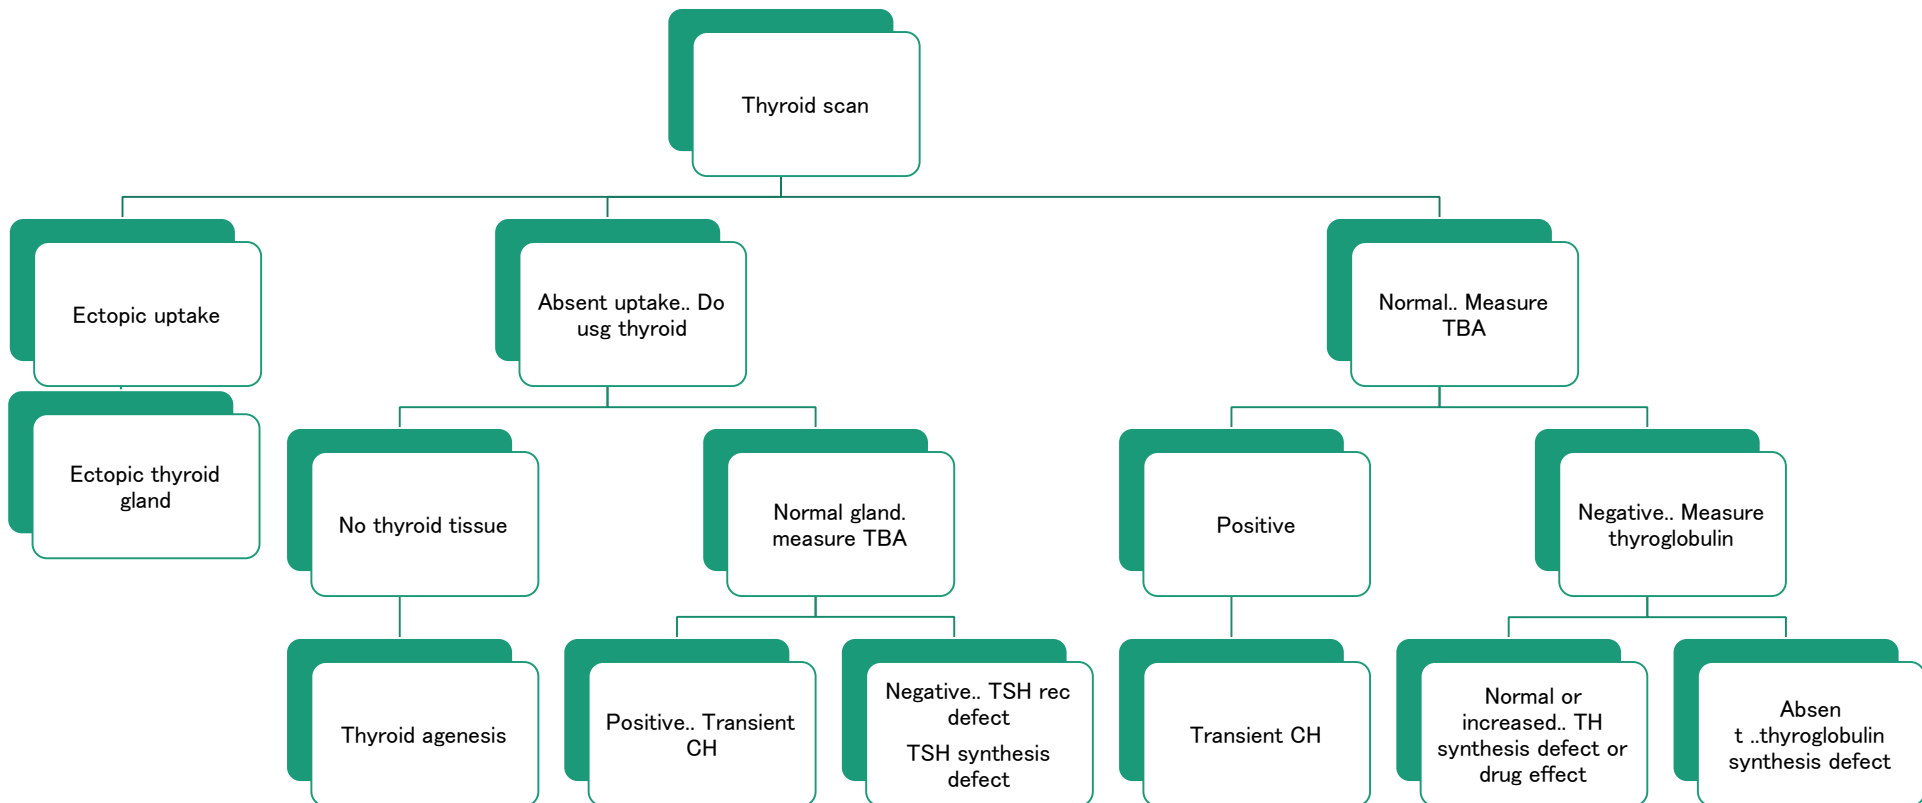 Thyroid scan
Ectopic uptake
Absent uptake.. Do
usg thyroid
Normal.. Measure
TBA
Ectopic thyroid
gland
No thyroid tissue
Normal gland.
measure TBA
Positive
Negative.. Measure
thyroglobulin
Thyroid agenesis
Positive.. Transient
CH
Negative.. TSH rec
defect
TSH synthesis
defect
Transient CH
Normal or
increased.. TH
synthesis defect or
drug effect
Absen
t ..thyroglobulin
synthesis defect